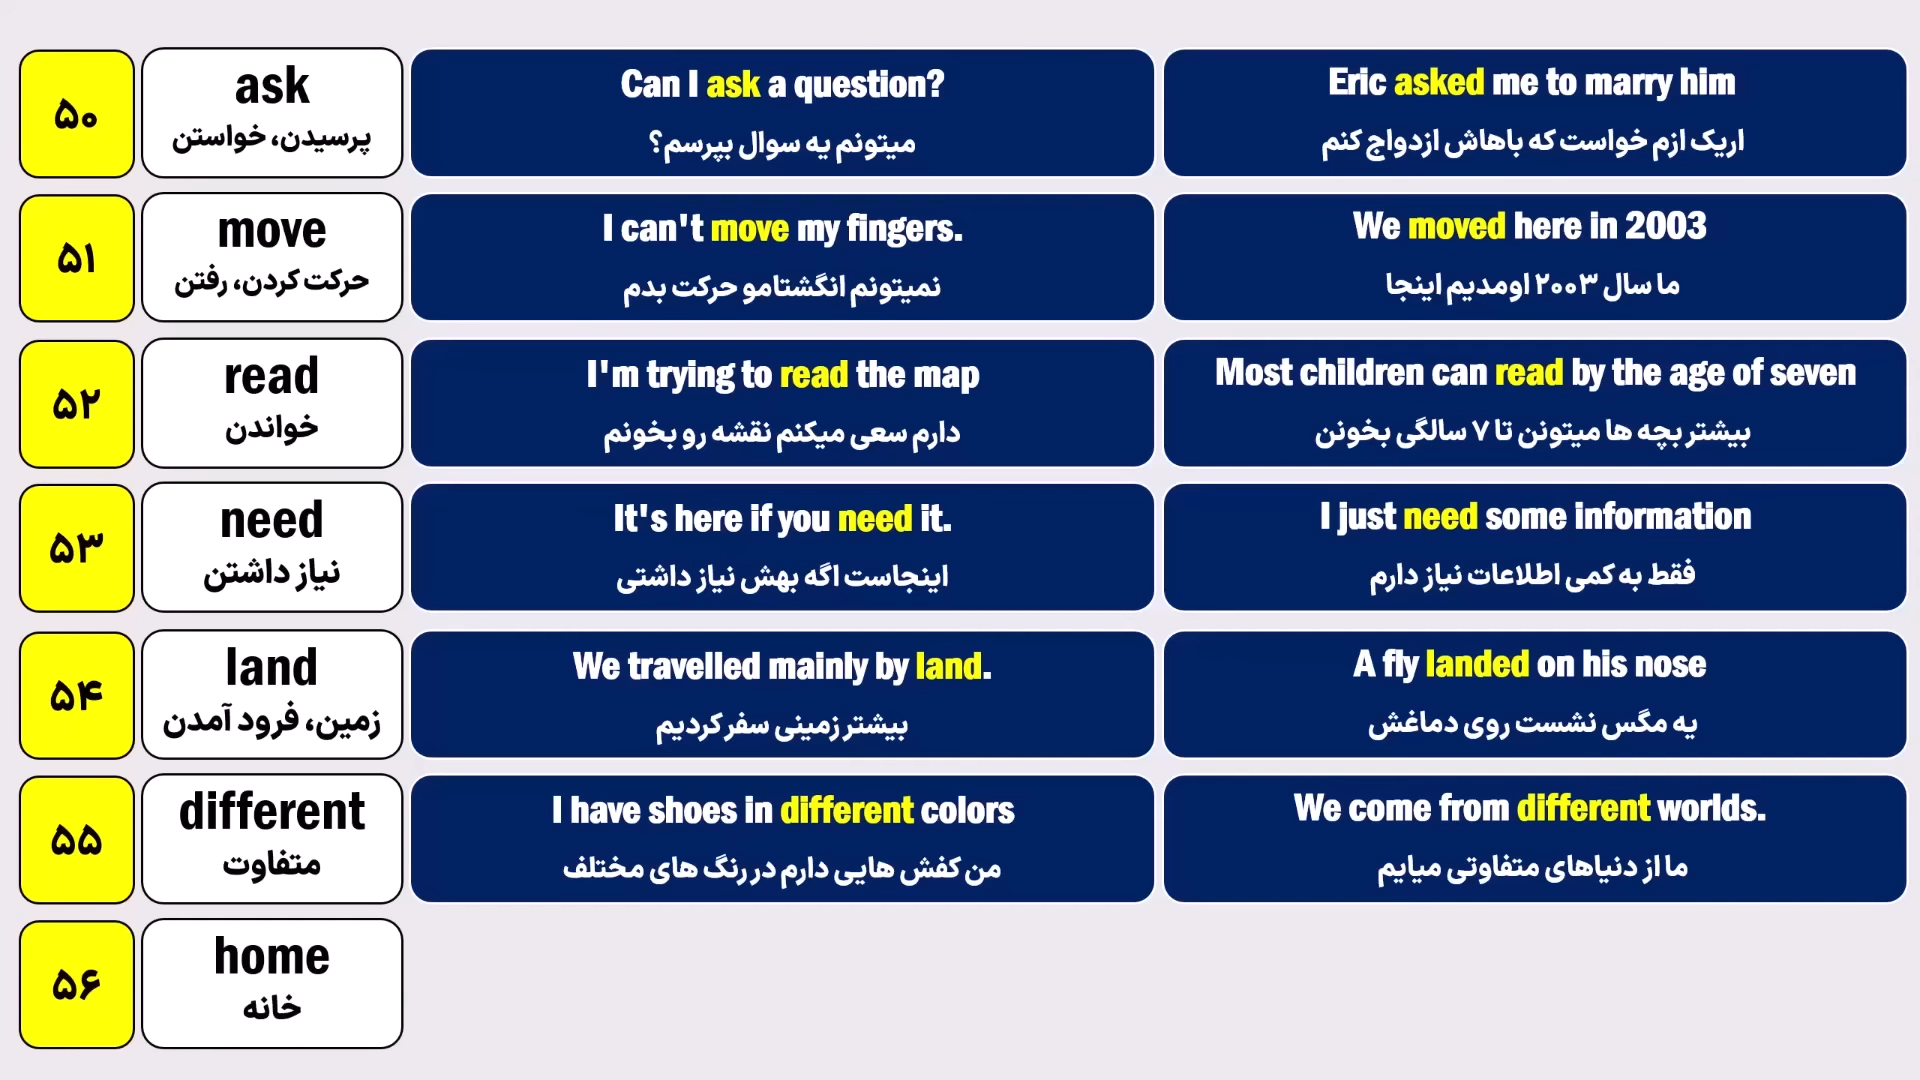 ۵۰
ask
پرسیدن، خواستن
Can I ask a question?
میتونم یه سوال بپرسم؟
Eric asked me to marry him
اریک ازم خواست که باهاش ازدواج کنم
۵۱
move
حرکت کردن، رفتن
I can't move my fingers.
نمیتونم انگشتامو حرکت بدم
We moved here in 2003
ما سال ۲۰۰۳ اومدیم اینجا
۵۲
read
خواندن
I'm trying to read the map
دارم سعی میکنم نقشه رو بخونم
Most children can read by the age of seven
بیشتر بچه ها میتونن تا ۷ سالگی بخونن
۵۳
need
نیاز داشتن
It's here if you need it.
اینجاست اگه بهش نیاز داشتی
I just need some information
فقط به کمی اطلاعات نیاز دارم
۵۴
land
زمین، فرود آمدن
We travelled mainly by land.
بیشتر زمینی سفر کردیم
A fly landed on his nose
یه مگس نشست روی دماغش
۵۵
different
متفاوت
I have shoes in different colors
من کفش هایی دارم در رنگ های مختلف
We come from different worlds.
ما از دنیاهای متفاوتی میایم
۵۶
home
خانه